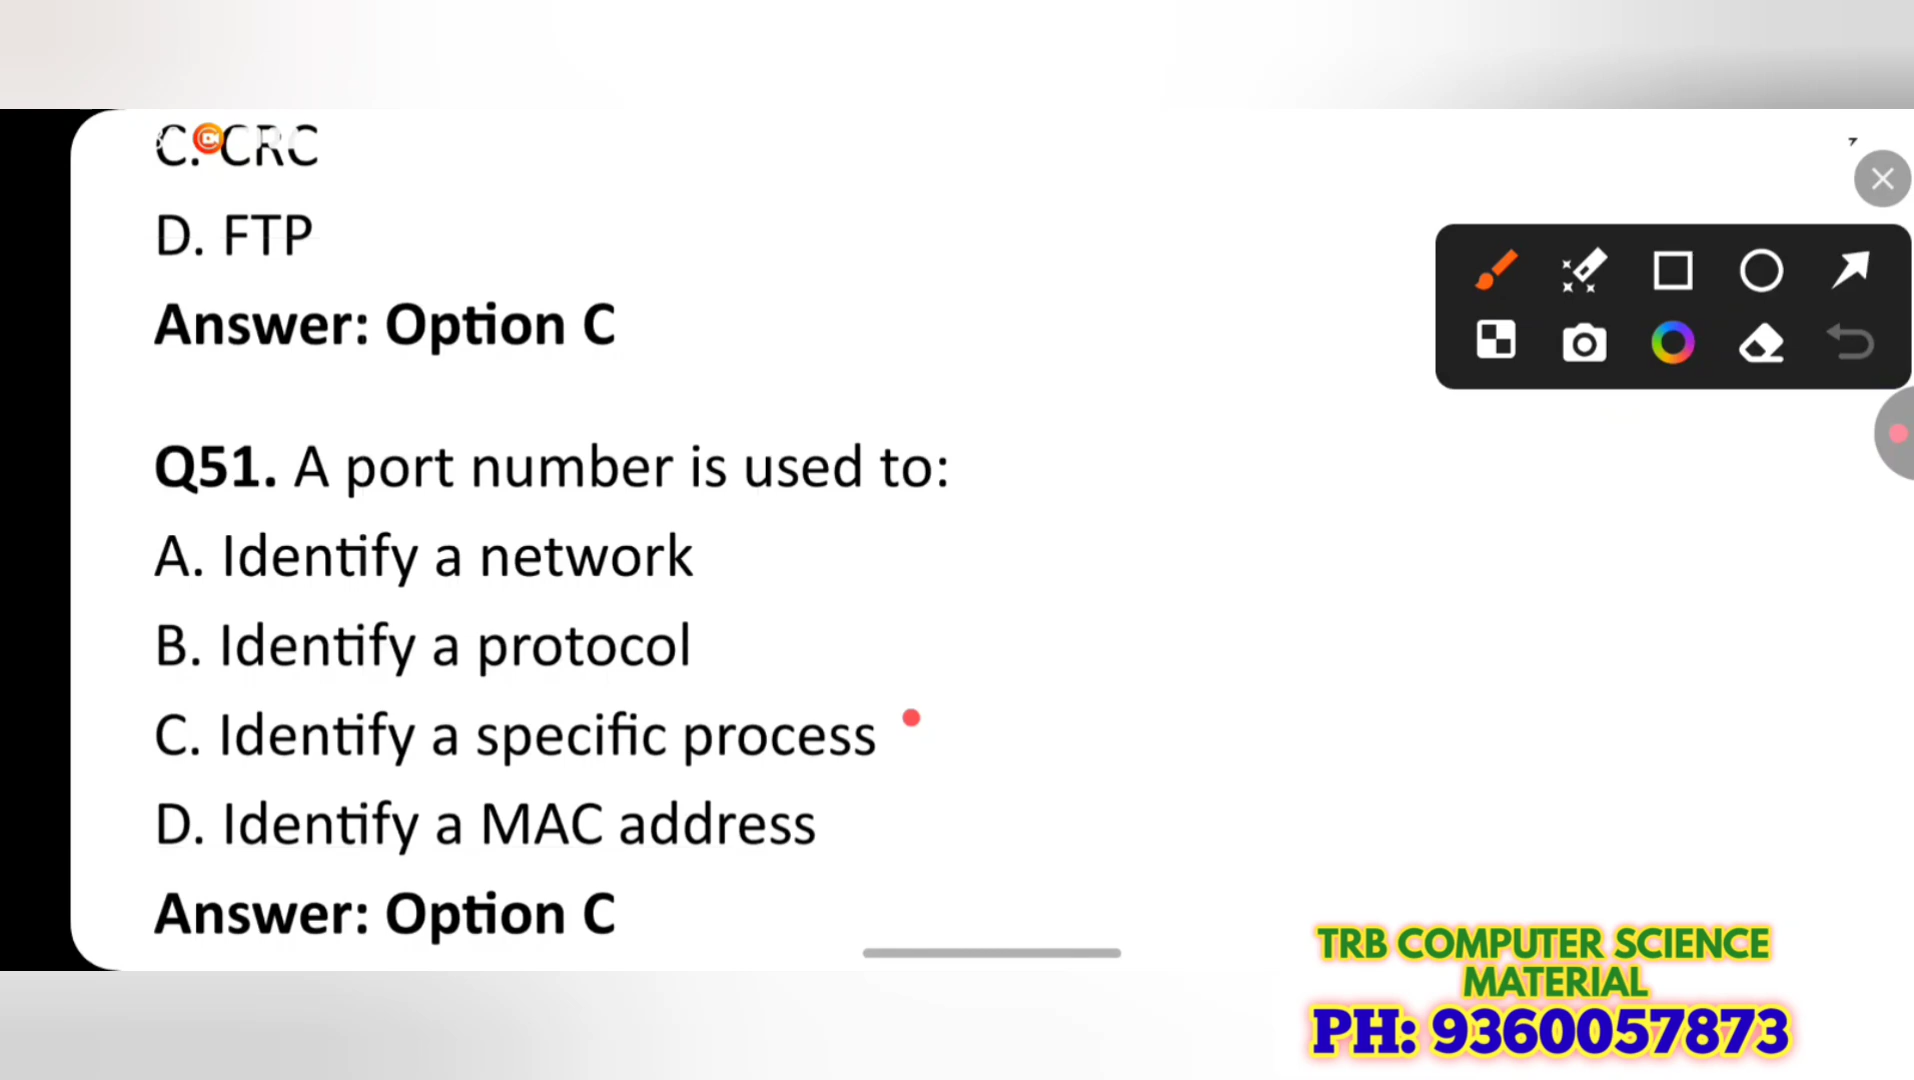 C. CRC
D. FTP
Answer: Option C
Q51. A port number is used to:
A. Identify a network
B. Identify a protocol
C. Identify a specific process
D. Identify a MAC address
Answer: Option C
TRB COMPUTER SCIENCE
MATERIAL
PH: 9360057873